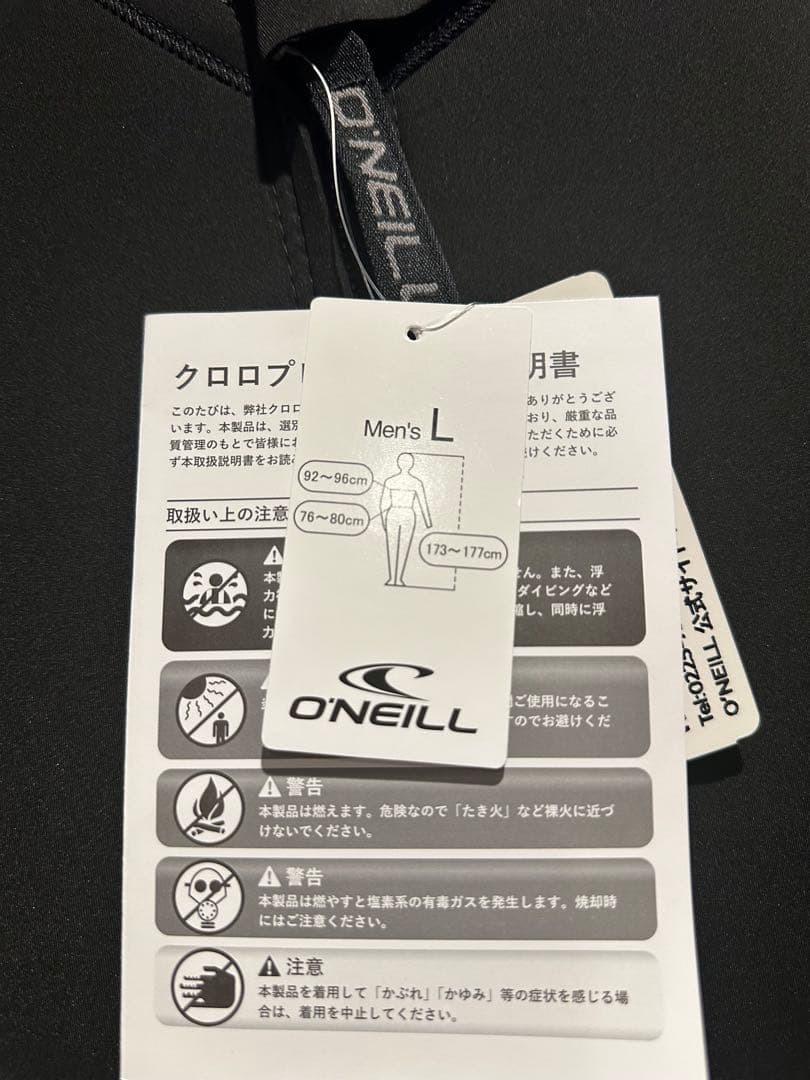 O'NEILL
クロロプ
明書
このたびは、弊社クロロ
ありがとうござ
います。本製品は、選別
おり、厳重な品
質管理のもとで皆様にお
ただくために必
ず本取扱説明書をお読み
けください。
取扱い上の注意
Men's L
92〜96cm
76〜80cm
173〜177cm
O'NEILL
本製
ん。また、浮
力
ダイビングなど
に
縮し、同時に浮
力
ご使用になるこ
すのでお避けくだ
警告
本製品は燃えます。危険なので「たき火」など裸火に近づ
けないでください。
警告
本製品は燃やすと塩素系の有毒ガスを発生します。焼却時
にはご注意ください。
注意
本製品を着用して「かぶれ」「かゆみ」等の症状を感じる場
合は、着用を中止してください。
Tel:0225-
O'NEILL 公式サイト